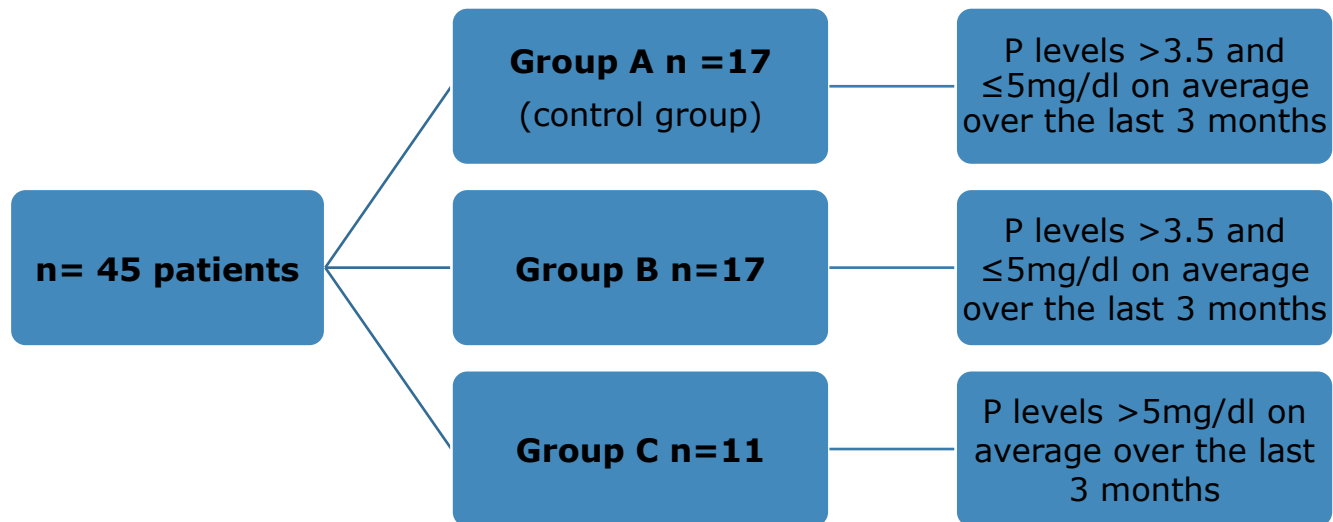 n= 45 patients
Group A n =17
(control group)
P levels >3.5 and
≤5mg/dl on average
over the last 3 months
Group B n=17
P levels >3.5 and
≤5mg/dl on average
over the last 3 months
Group C n=11
P levels >5mg/dl on
average over the last
3 months